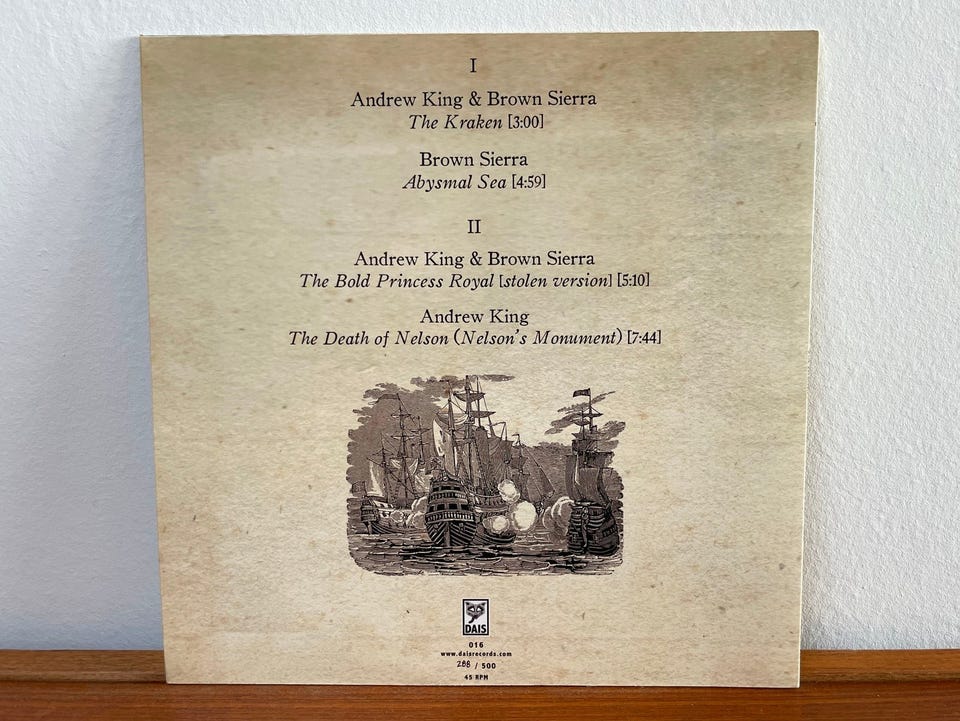 I
Andrew King & Brown Sierra
The Kraken [3:00]
Brown Sierra
Abysmal Sea [4:59]
II
Andrew King & Brown Sierra
The Bold Princess Royal [stolen version] [5:10]
Andrew King
The Death of Nelson (Nelson's Monument) [7:44]
DAIS
016
www.daisrecords.com
288 / 500
45 RPM